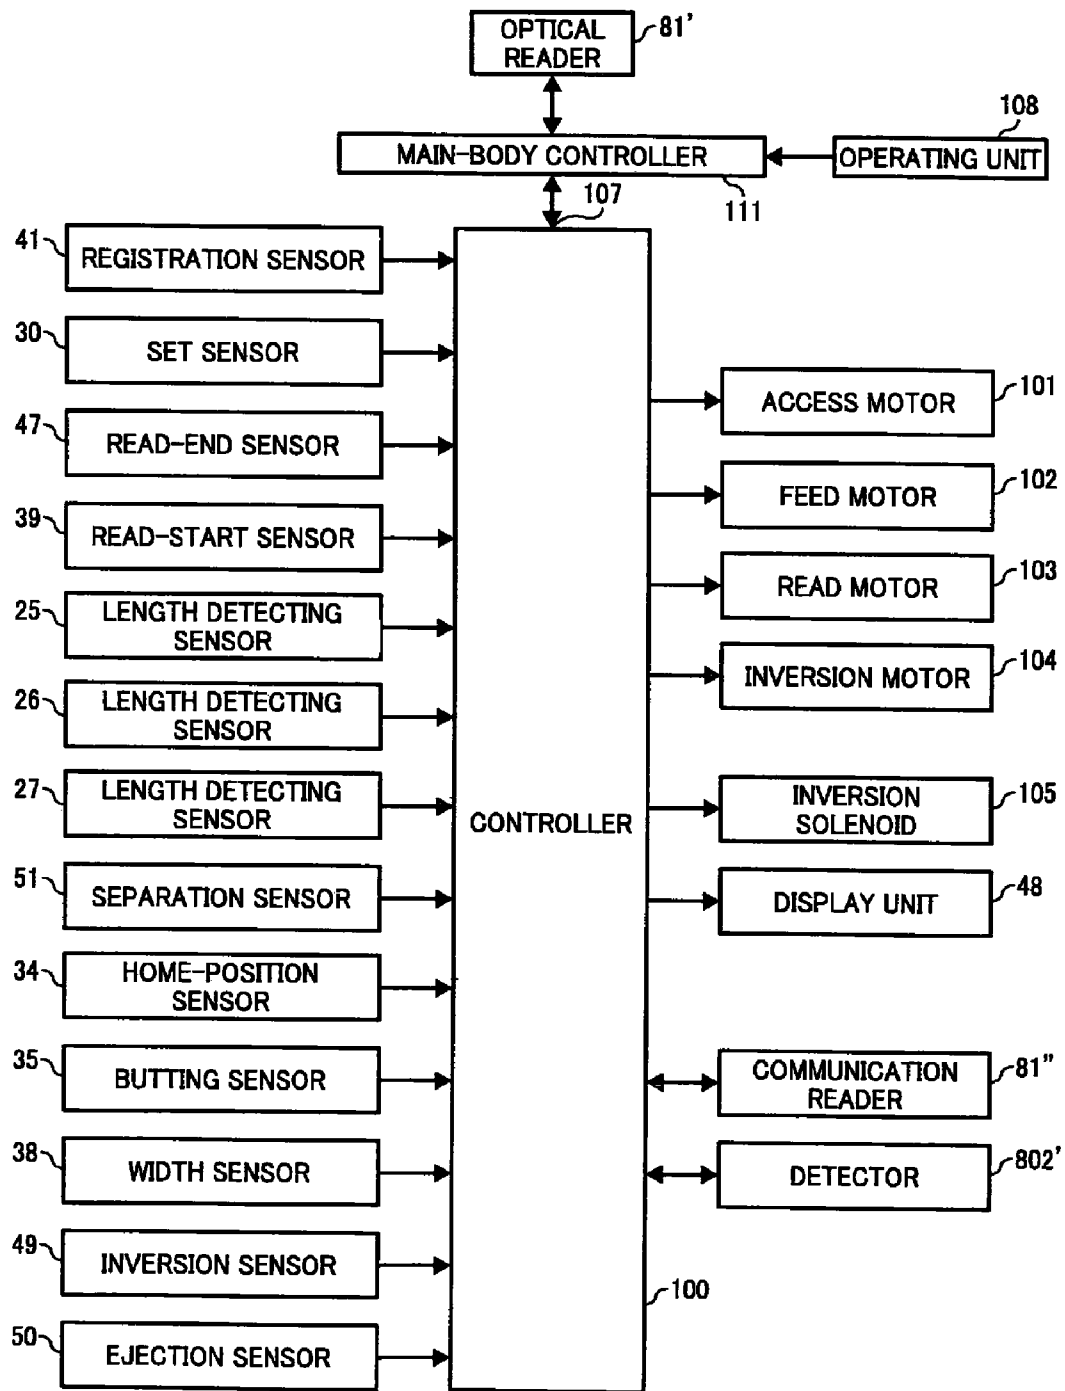 OPTICAL
READER
81'
MAIN-BODY CONTROLLER
111
108
OPERATING UNIT
107
41
REGISTRATION SENSOR
30
SET SENSOR
47
READ-END SENSOR
39
READ-START SENSOR
25
LENGTH DETECTING
SENSOR
26
LENGTH DETECTING
SENSOR
27
LENGTH DETECTING
SENSOR
51
SEPARATION SENSOR
34
HOME-POSITION
SENSOR
35
BUTTING SENSOR
38
WIDTH SENSOR
49
INVERSION SENSOR
50
EJECTION SENSOR
CONTROLLER
100
ACCESS MOTOR
101
FEED MOTOR
102
READ MOTOR
103
INVERSION MOTOR
104
INVERSION
SOLENOID
105
DISPLAY UNIT
48
COMMUNICATION
READER
81"
DETECTOR
802'